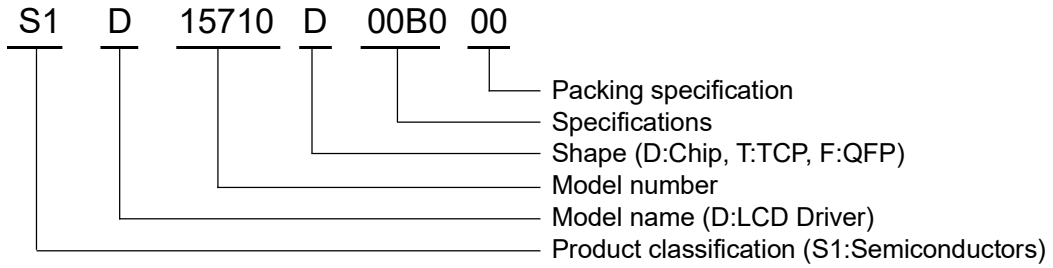 S1 D 15710 D 00B0 00
Packing specification
Specifications
Shape (D:Chip, T:TCP, F:QFP)
Model number
Model name (D:LCD Driver)
Product classification (S1:Semiconductors)